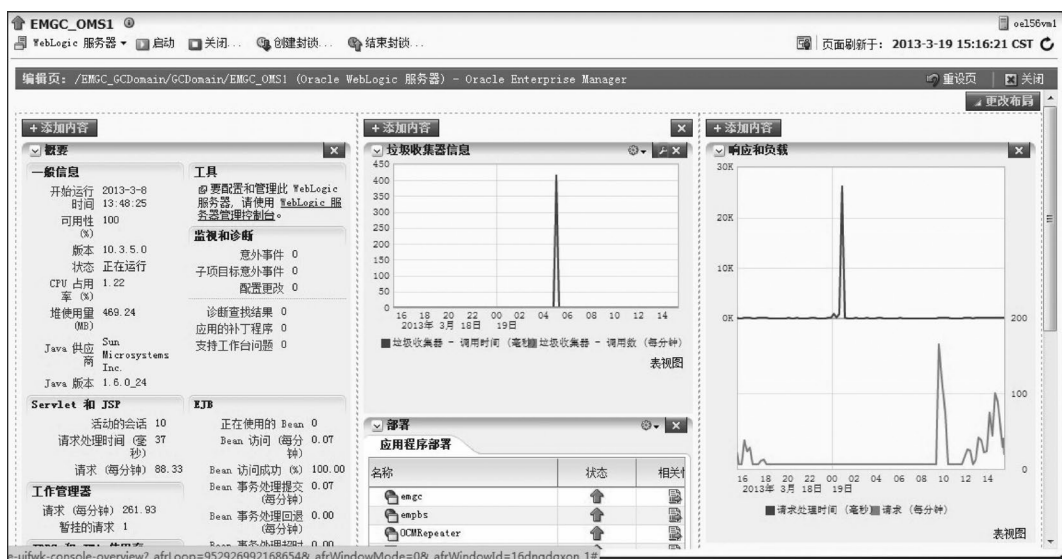 EMGC_OMS1
oel56vm1
WebLogic 服务器 启动 关闭... 创建封锁... 结束封锁...
页面刷新于: 2013-3-19 15:16:21 CST
编辑页: /EMGC_GCDomain/GCDomain/EMGC_OMS1 (Oracle WebLogic 服务器) - Oracle Enterprise Manager
重设页 关闭
更改布局
+ 添加内容
概要
一般信息
开始运行时间 2013-3-8 13:48:25
可用性 (%) 100
版本 10.3.5.0
状态 正在运行
CPU 占用率 (%) 1.22
堆使用量 (MB) 469.24
Java 供应商 Sun Microsystems Inc.
Java 版本 1.6.0_24
工具
要配置和管理此 WebLogic
服务器, 请使用 WebLogic 服
务器管理控制台。
监视和诊断
意外事件 0
子项目标意外事件 0
配置更改 0
诊断查找结果 0
应用的补丁程序 0
支持工作台问题 0
Servlet 和 JSP
活动的会话 10
请求处理时间 (毫秒) 37
请求 (每分钟) 88.33
工作管理器
请求 (每分钟) 261.93
暂挂的请求 1
EJB
正在使用的 Bean 0
Bean 访问 (每分钟) 0.07
Bean 访问成功 (%) 100.00
Bean 事务处理提交 (每分钟) 0.07
Bean 事务处理回退 (每分钟) 0.00
+ 添加内容
垃圾收集器信息
450
400
350
300
250
200
150
100
50
0
16 18 20 22 00 02 04 06 08 10 12 14
2013年 3月 18日 19日
垃圾收集器 - 调用时间 (毫秒) 垃圾收集器 - 调用数 (每分钟)
表视图
部署
应用程序部署
名称 状态 相关
emgc
empbs
OCMRepeater
+ 添加内容
响应和负载
30K
20K
10K
0K
200
100
0
16 18 20 22 00 02 04 06 08 10 12 14
2013年 3月 18日 19日
请求处理时间 (毫秒) 请求 (每分钟)
表视图